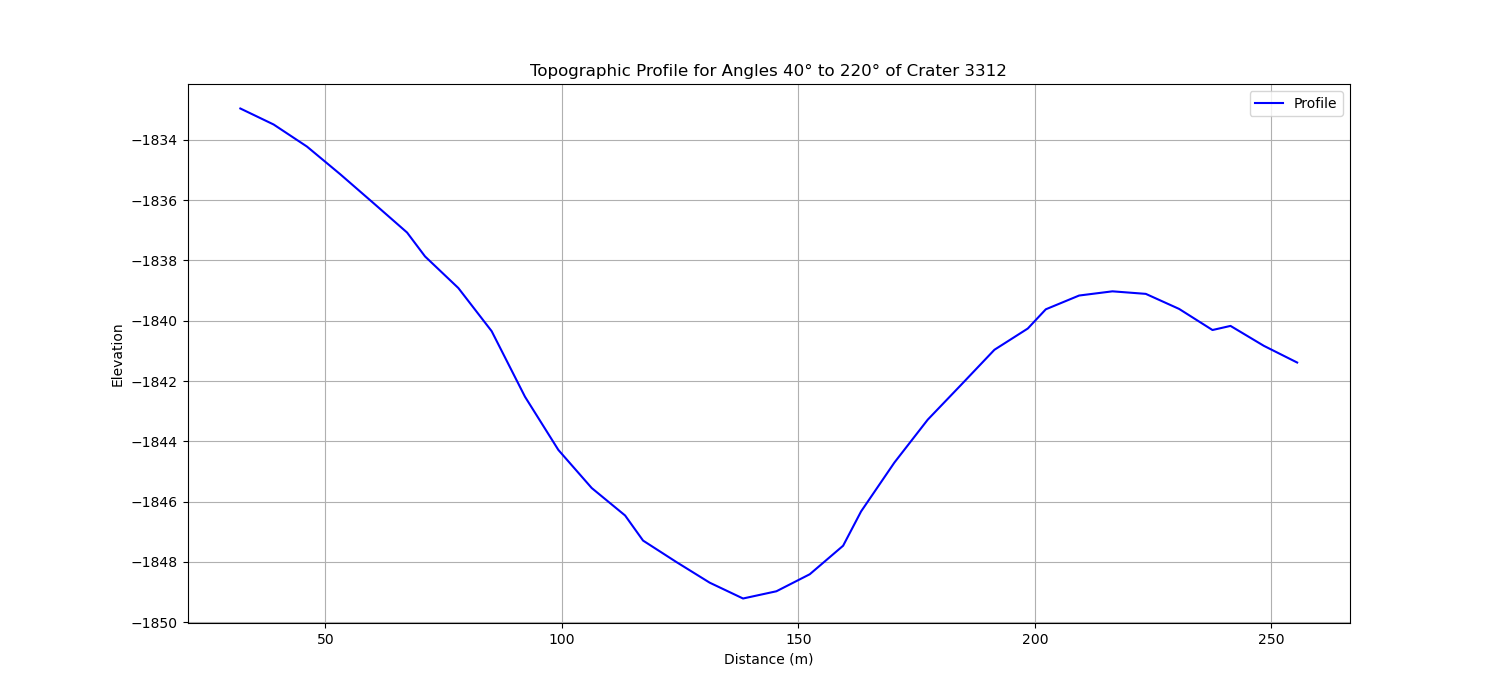 Topographic Profile for Angles 40° to 220° of Crater 3312
Profile
−1834
−1836
−1838
−1840
−1842
−1844
−1846
−1848
−1850
Elevation
50 100 150 200 250
Distance (m)